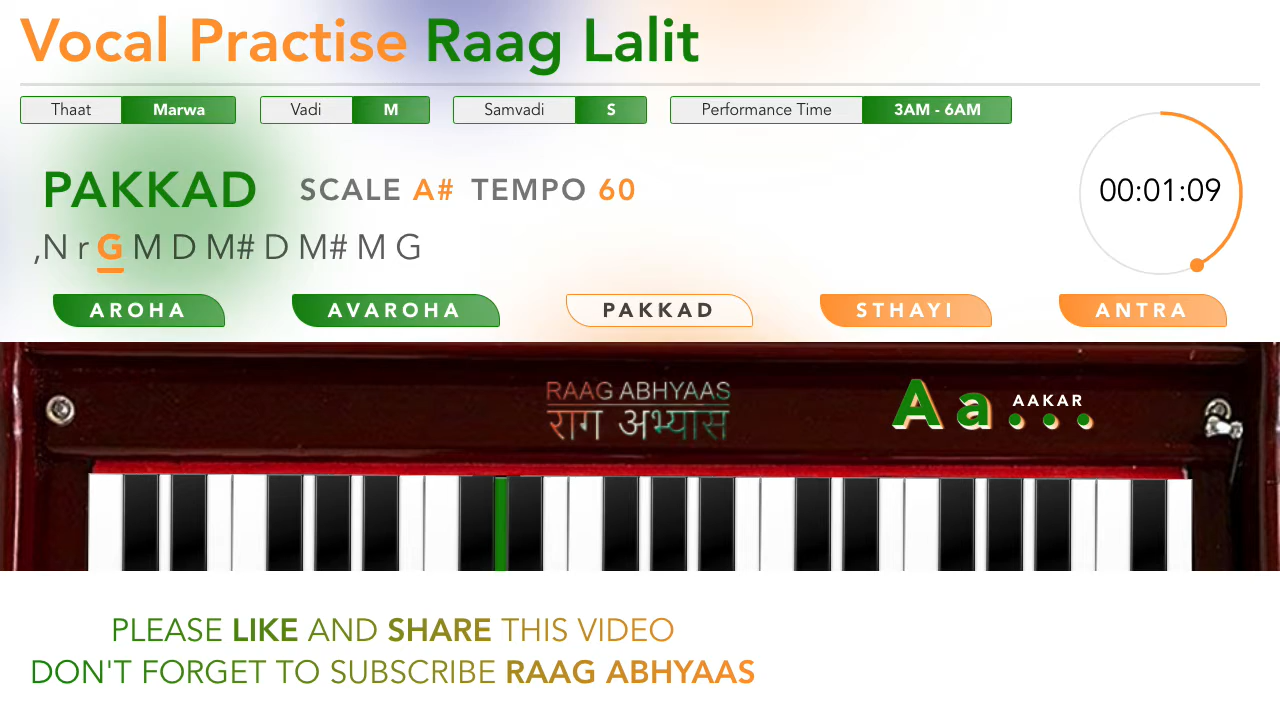 Vocal Practise Raag Lalit
Thaat Marwa Vadi M Samvadi S Performance Time 3AM - 6AM
PAKKAD SCALE A# TEMPO 60
00:01:09
,N r G M D M# D M# M G
AROHA AVAROHA PAKKAD STHAYI ANTRA
RAAG ABHYAAS
राग अभ्यास
A a . . . AAKAR
PLEASE LIKE AND SHARE THIS VIDEO
DON'T FORGET TO SUBSCRIBE RAAG ABHYAAS